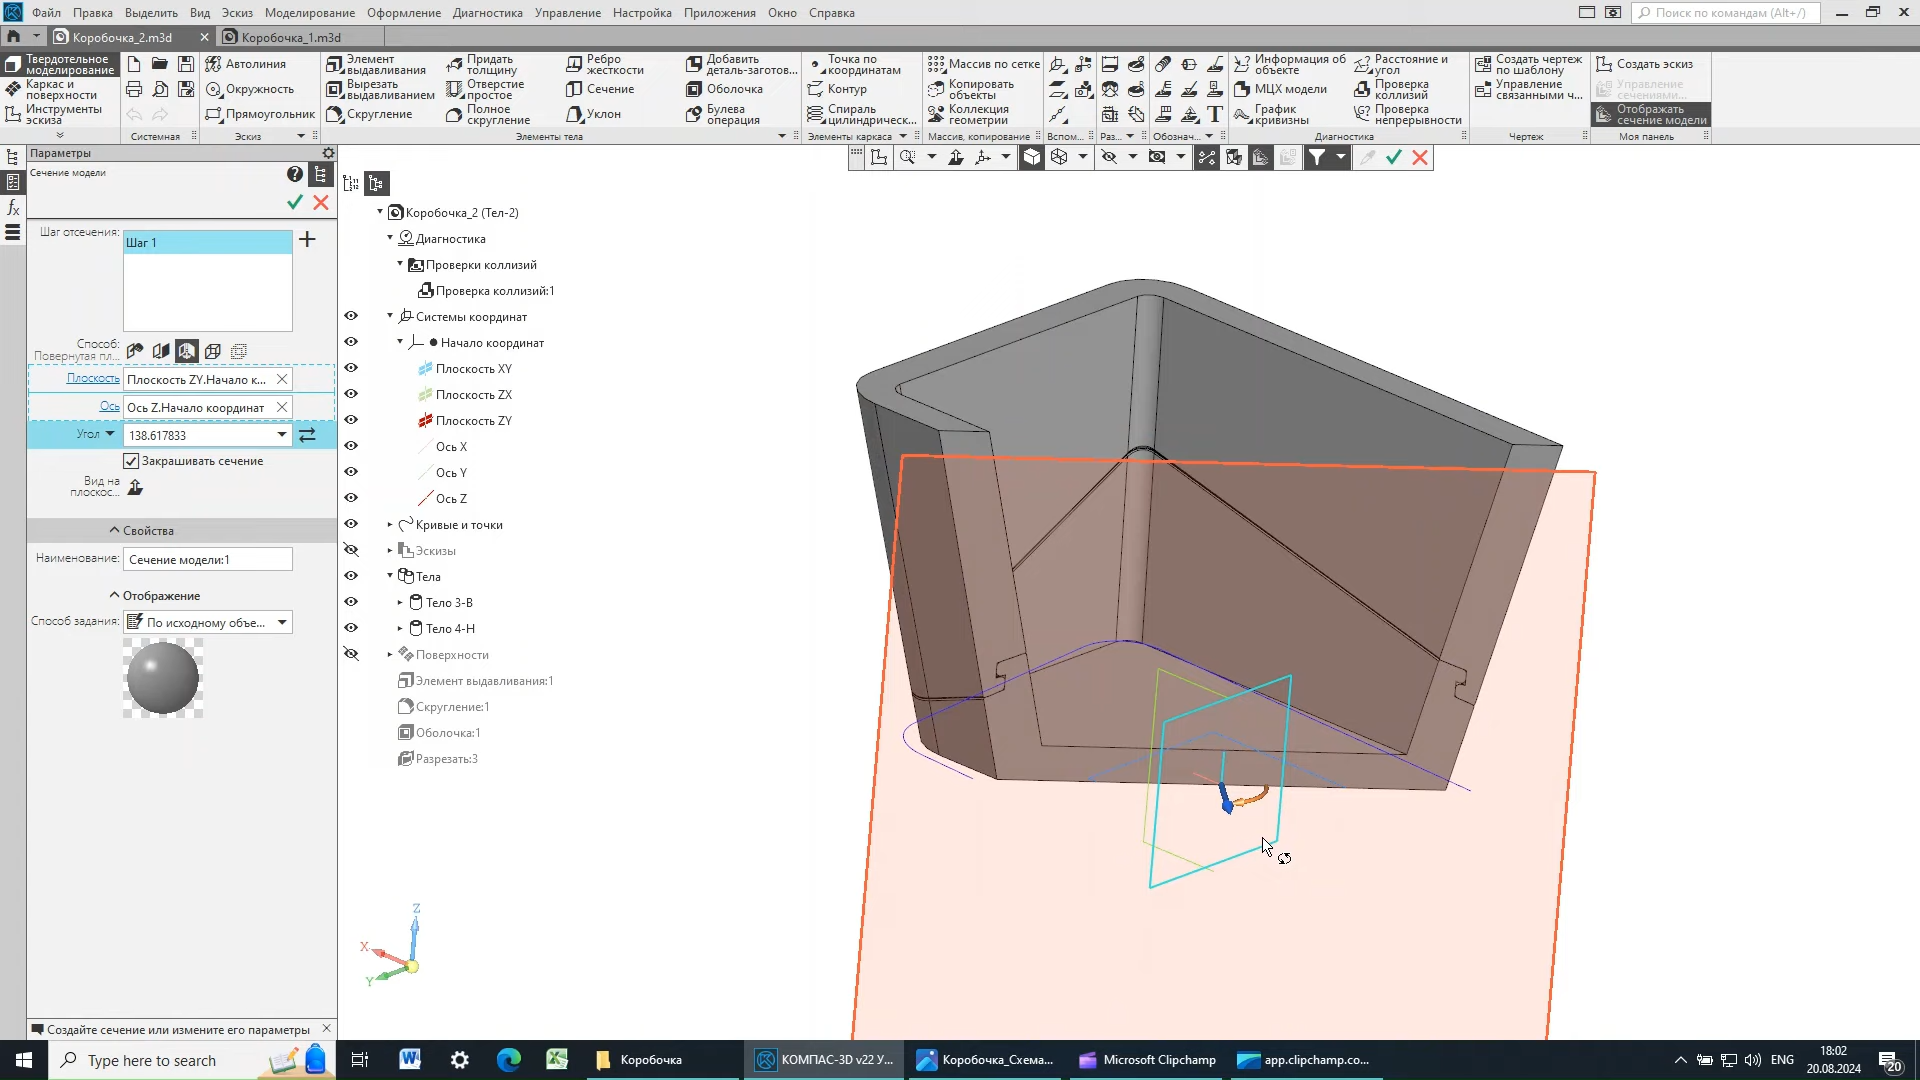 Файл Правка Выделить Вид Эскиз Моделирование Оформление Диагностика Управление Настройка Приложения Окно Справка
Поиск по командам (Alt+/)
Коробочка_2.m3d
Коробочка_1.m3d
Твердотельное моделирование
Каркас и поверхности
Инструменты эскиза
Системная
Автолиния
Окружность
Прямоугольник
Эскиз
Элемент выдавливания
Вырезать выдавливанием
Скругление
Придать толщину
Отверстие простое
Полное скругление
Ребро жесткости
Сечение
Уклон
Добавить деталь-заготов...
Оболочка
Булева операция
Элементы тела
Точка по координатам
Контур
Спираль цилиндрическ...
Элементы каркаса
Массив по сетке
Копировать объекты
Коллекция геометрии
Массив, копирование
Вспом...
Раз...
Обознач...
Информация об объекте
МЦХ модели
График кривизны
Расстояние и угол
Проверка коллизий
Проверка непрерывности
Диагностика
Создать чертеж по шаблону
Управление связанными ч...
Чертеж
Создать эскиз
Управление сечениями...
Отображать сечение модели
Моя панель
Параметры
Сечение модели
Шаг отсечения:
Шаг 1
Способ:
Повернутая пл...
Плоскость
Плоскость ZY.Начало к...
Ось
Ось Z.Начало координат
Угол
138.617833
Закрашивать сечение
Вид на плоскос...
Свойства
Наименование:
Сечение модели:1
Отображение
Способ задания:
По исходному объе...
Создайте сечение или измените его параметры
Коробочка_2 (Тел-2)
Диагностика
Проверки коллизий
Проверка коллизий:1
Системы координат
Начало координат
Плоскость XY
Плоскость ZX
Плоскость ZY
Ось X
Ось Y
Ось Z
Кривые и точки
Эскизы
Тела
Тело 3-В
Тело 4-Н
Поверхности
Элемент выдавливания:1
Скругление:1
Оболочка:1
Разрезать:3
Z
X
Y
Type here to search
Коробочка
КОМПАС-3D v22 У...
Коробочка_Схема...
Microsoft Clipchamp
app.clipchamp.co...
ENG
18:02
20.08.2024
20